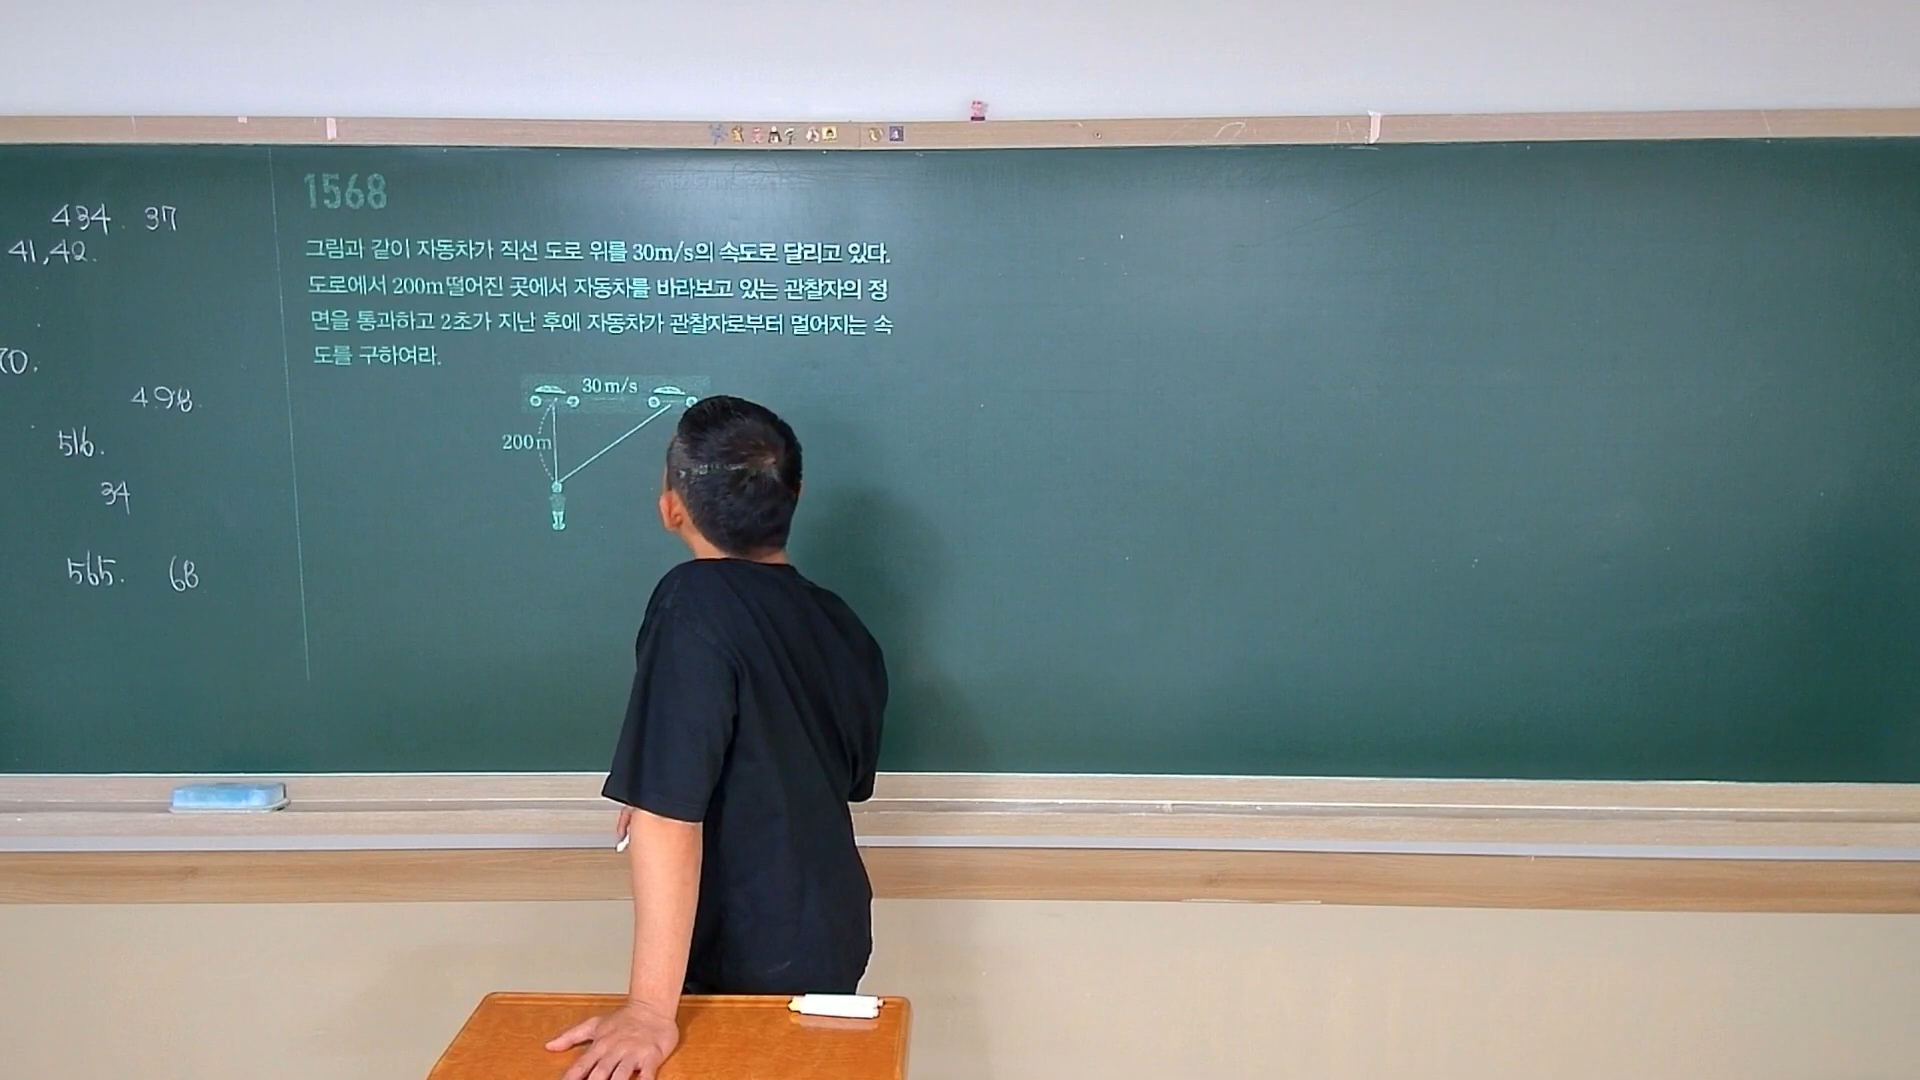 434. 37
41,42.
70.
498.
516.
34
565. 68
1568
그림과 같이 자동차가 직선 도로 위를 30m/s의 속도로 달리고 있다.
도로에서 200m떨어진 곳에서 자동차를 바라보고 있는 관찰자의 정
면을 통과하고 2초가 지난 후에 자동차가 관찰자로부터 멀어지는 속
도를 구하여라.
30m/s
200m